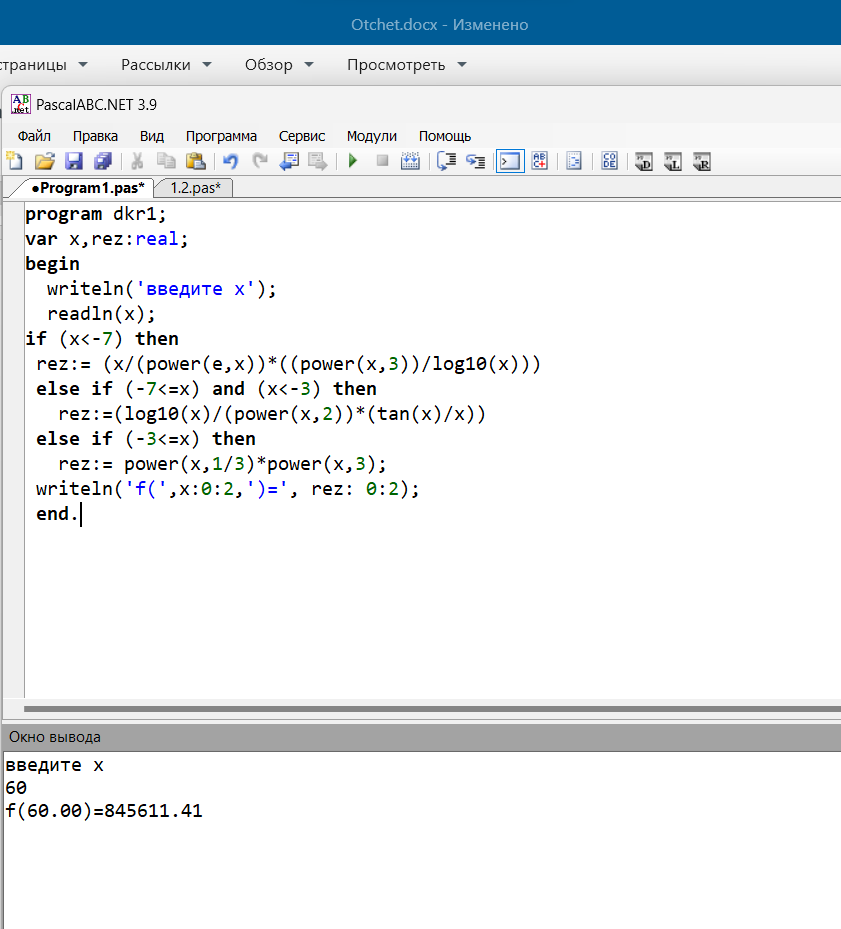 Otchet.docx - Изменено
страницы Рассылки Обзор Просмотреть
PascalABC.NET 3.9
Файл Правка Вид Программа Сервис Модули Помощь
●Program1.pas* 1.2.pas*
program dkr1;
var x,rez:real;
begin
writeln('введите x');
readln(x);
if (x<-7) then
rez:= (x/(power(e,x))*((power(x,3))/log10(x)))
else if (-7<=x) and (x<-3) then
rez:=(log10(x)/(power(x,2))*(tan(x)/x))
else if (-3<=x) then
rez:= power(x,1/3)*power(x,3);
writeln('f(',x:0:2,')=', rez: 0:2);
end.
Окно вывода
введите x
60
f(60.00)=845611.41